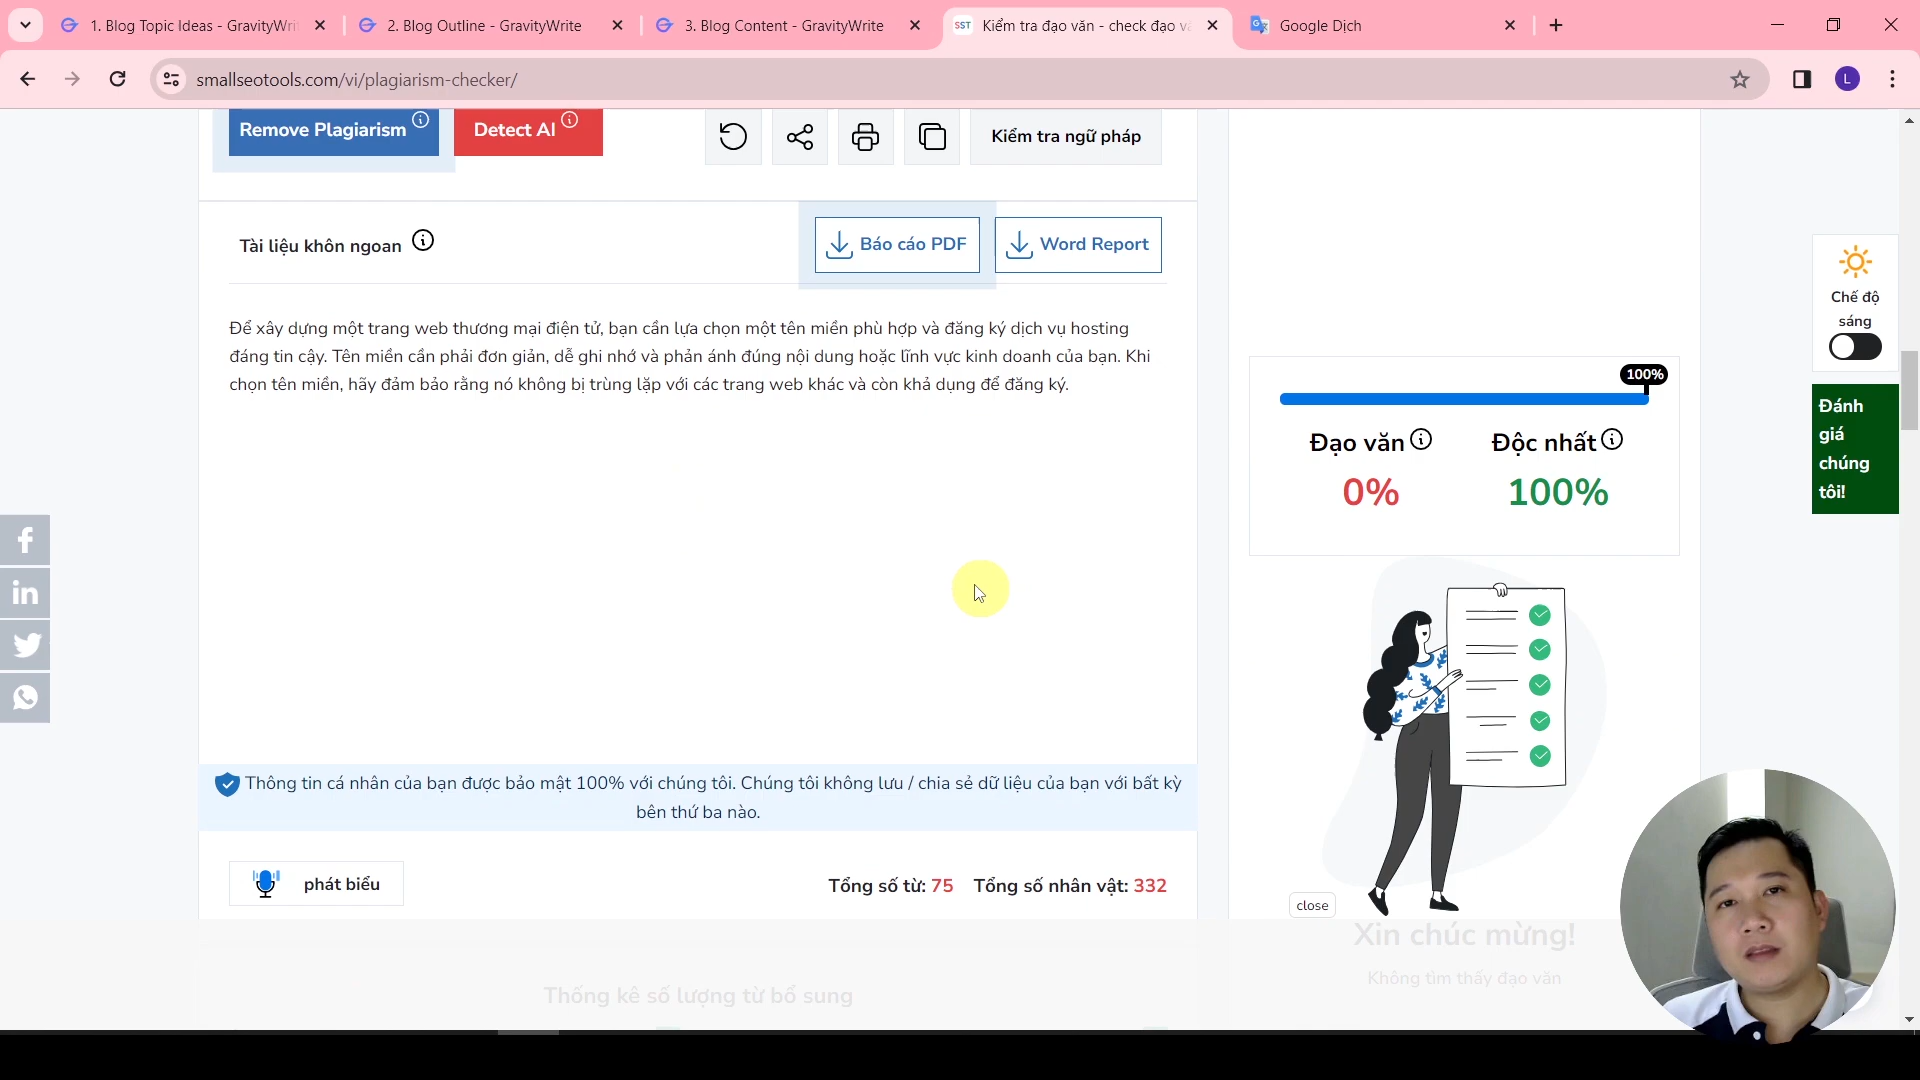 1. Blog Topic Ideas - GravityWri
2. Blog Outline - GravityWrite
3. Blog Content - GravityWrite
SST
Kiểm tra đạo văn - check đạo vă
Google Dịch
smallseotools.com/vi/plagiarism-checker/
L
Remove Plagiarism
Detect AI
Kiểm tra ngữ pháp
Tài liệu khôn ngoan
Báo cáo PDF
Word Report
Để xây dựng một trang web thương mại điện tử, bạn cần lựa chọn một tên miền phù hợp và đăng ký dịch vụ hosting
đáng tin cậy. Tên miền cần phải đơn giản, dễ ghi nhớ và phản ánh đúng nội dung hoặc lĩnh vực kinh doanh của bạn. Khi
chọn tên miền, hãy đảm bảo rằng nó không bị trùng lặp với các trang web khác và còn khả dụng để đăng ký.
Thông tin cá nhân của bạn được bảo mật 100% với chúng tôi. Chúng tôi không lưu / chia sẻ dữ liệu của bạn với bất kỳ
bên thứ ba nào.
phát biểu
Tổng số từ: 75 Tổng số nhân vật: 332
Thống kê số lượng từ bổ sung
100%
Đạo văn
Độc nhất
0%
100%
close
Xin chúc mừng!
Không tìm thấy đạo văn
Chế độ
sáng
Đánh
giá
chúng
tôi!